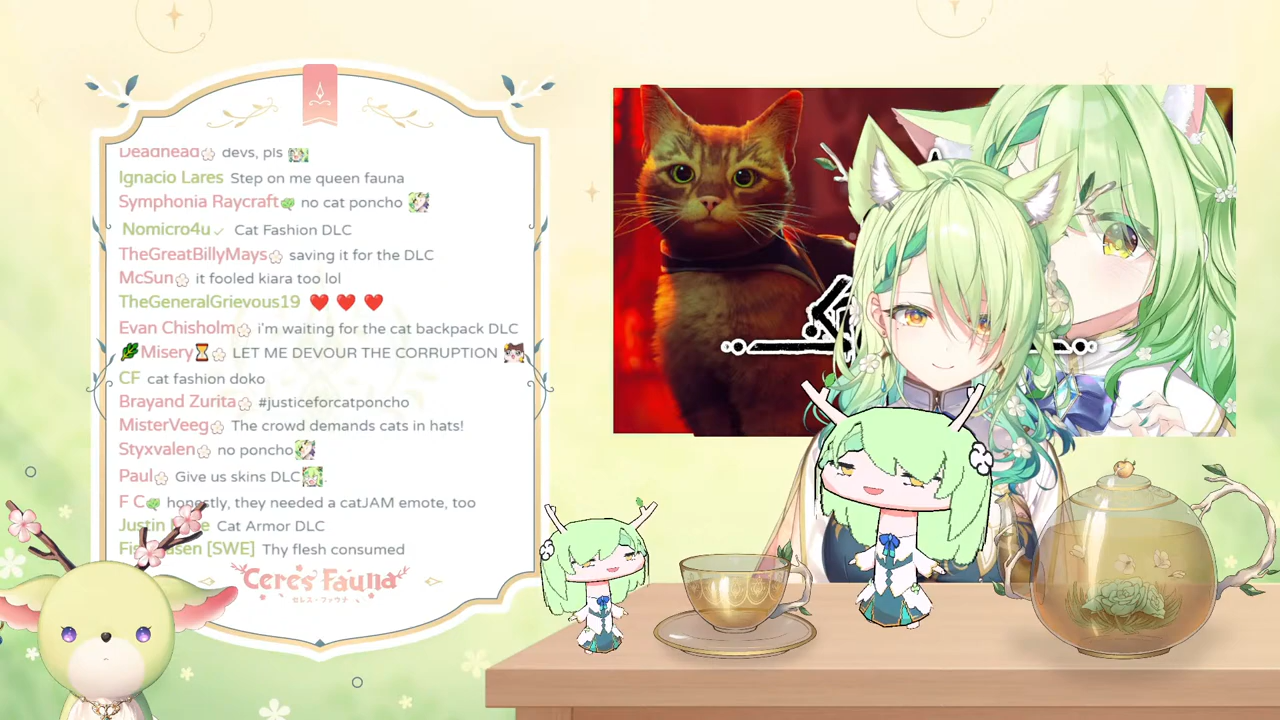 Deadhead devs, pls
Ignacio Lares Step on me queen fauna
Symphonia Raycraft no cat poncho
Nomicro4u Cat Fashion DLC
TheGreatBillyMays saving it for the DLC
McSun it fooled kiara too lol
TheGeneralGrievous19 ❤️ ❤️ ❤️
Evan Chisholm i'm waiting for the cat backpack DLC
Misery LET ME DEVOUR THE CORRUPTION
CF cat fashion doko
Brayand Zurita #justiceforcatponcho
MisterVeeg The crowd demands cats in hats!
Styxvalen no poncho
Paul Give us skins DLC
F C honestly, they needed a catJAM emote, too
Justin Cat Armor DLC
[SWE] Thy flesh consumed
Ceres Fauna
セレス・ファウナ